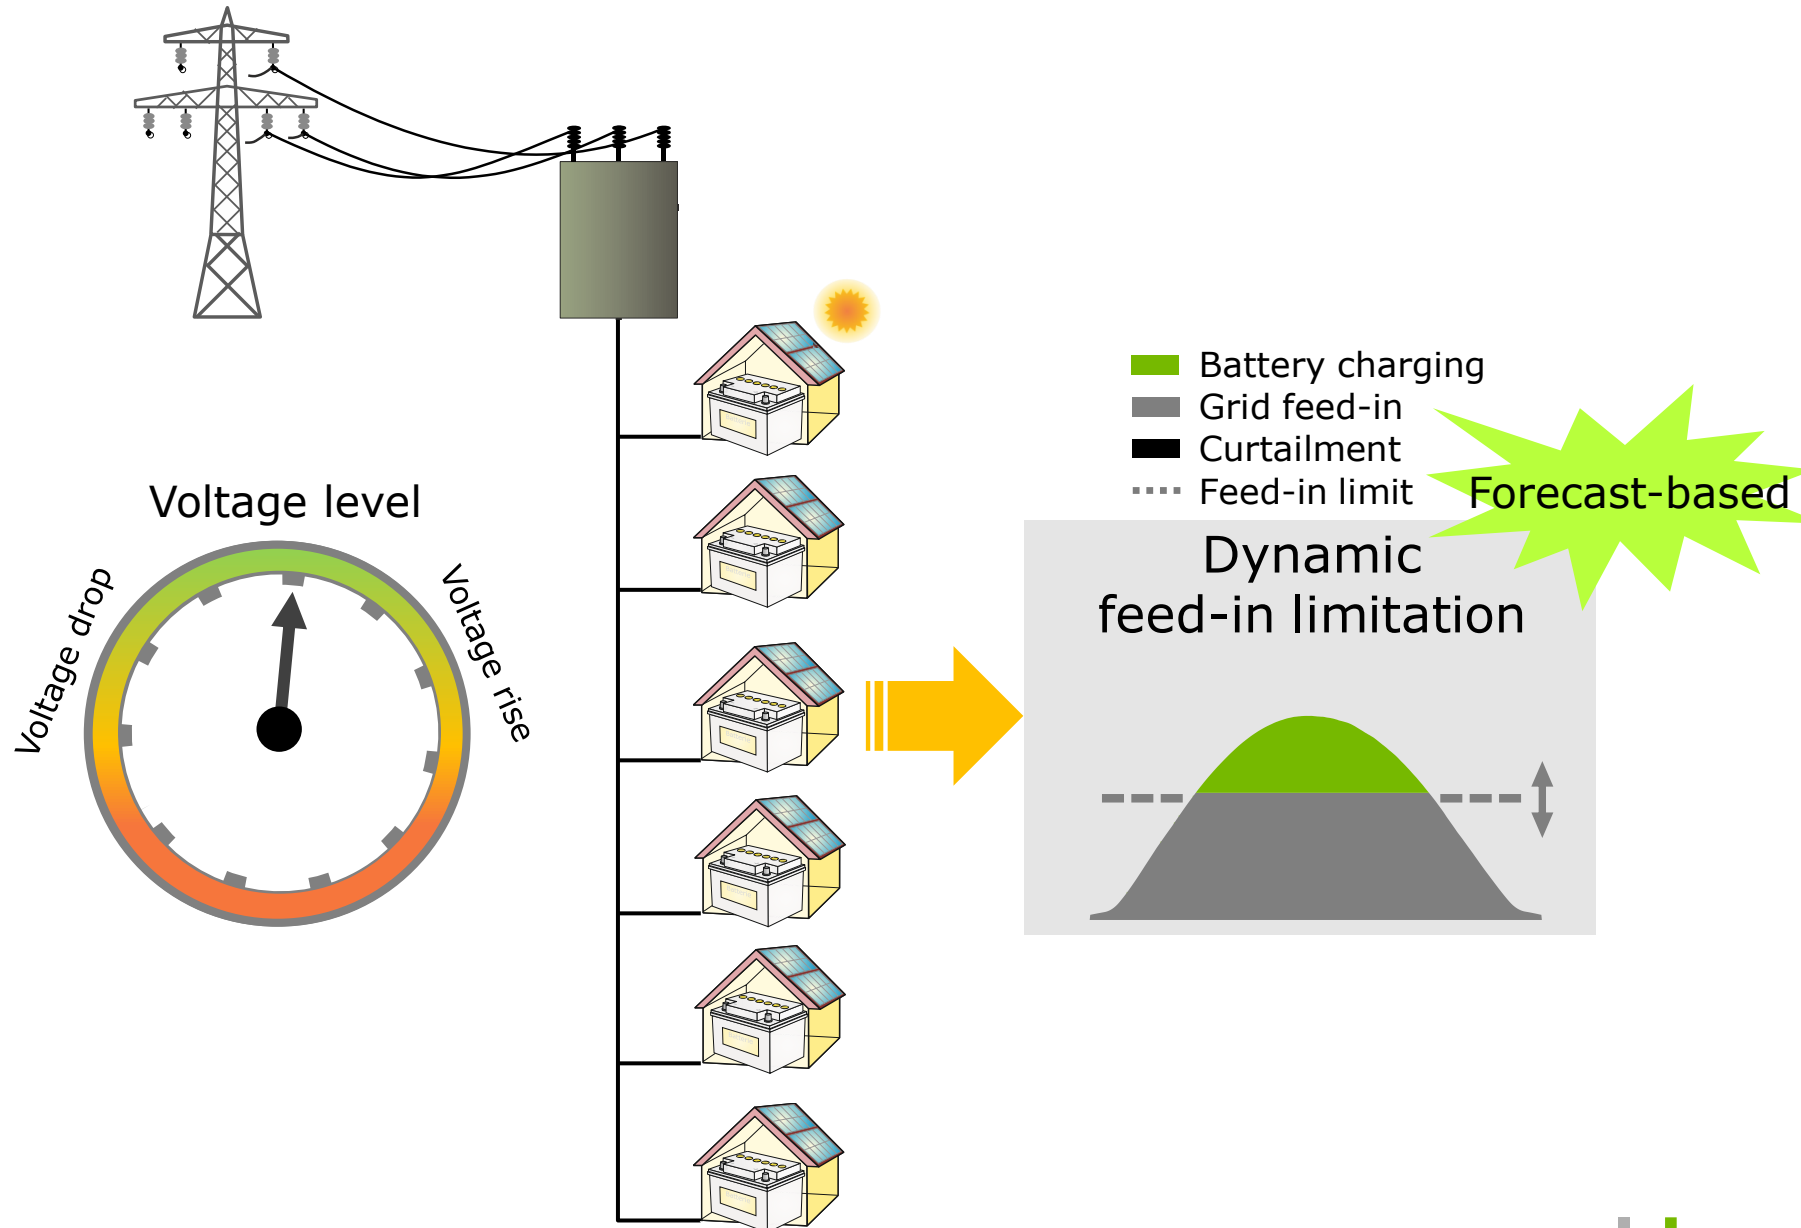 Battery charging
Grid feed-in
Curtailment
Feed-in limit
Forecast-based
Voltage level
Voltage drop
Voltage rise
Dynamic
feed-in limitation